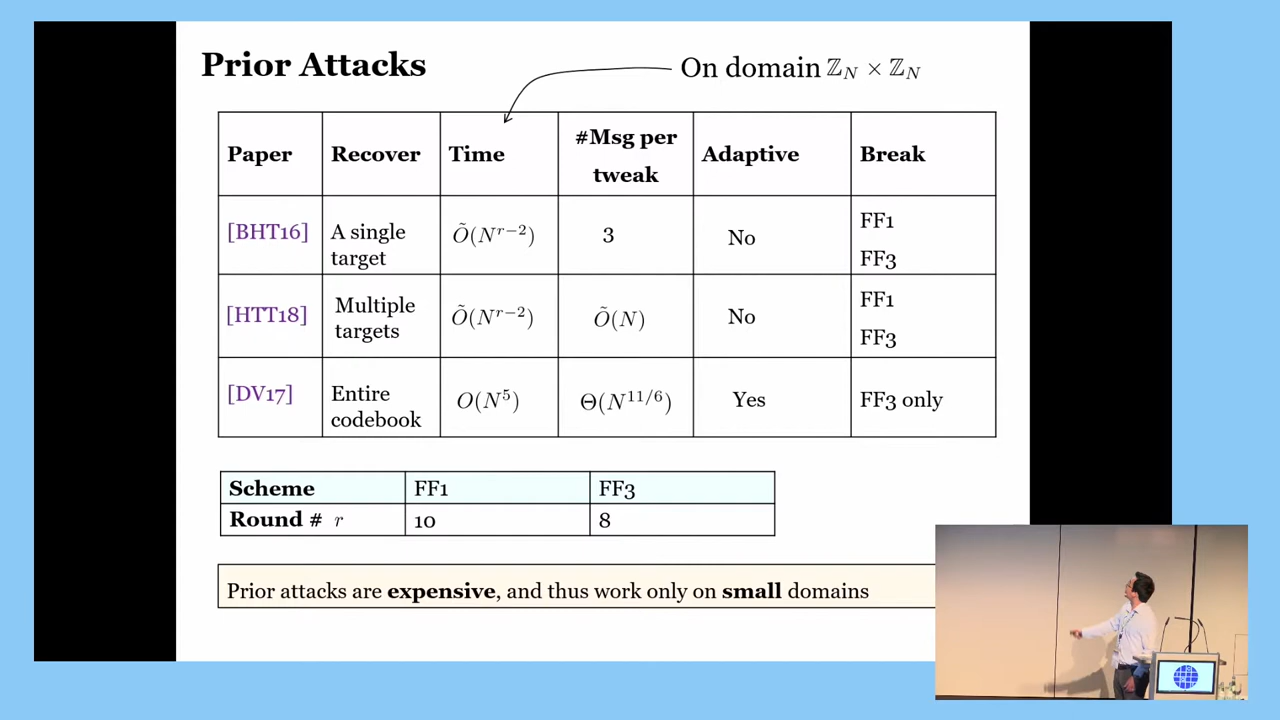 Prior Attacks
On domain ℤ_N × ℤ_N
Paper
Recover
Time
#Msg per
tweak
Adaptive
Break
[BHT16]
A single
target
Õ(N^{r−2})
3
No
FF1
FF3
[HTT18]
Multiple
targets
Õ(N^{r−2})
Õ(N)
No
FF1
FF3
[DV17]
Entire
codebook
O(N^5)
Θ(N^{11/6})
Yes
FF3 only
Scheme
FF1
FF3
Round # r
10
8
Prior attacks are expensive, and thus work only on small domains